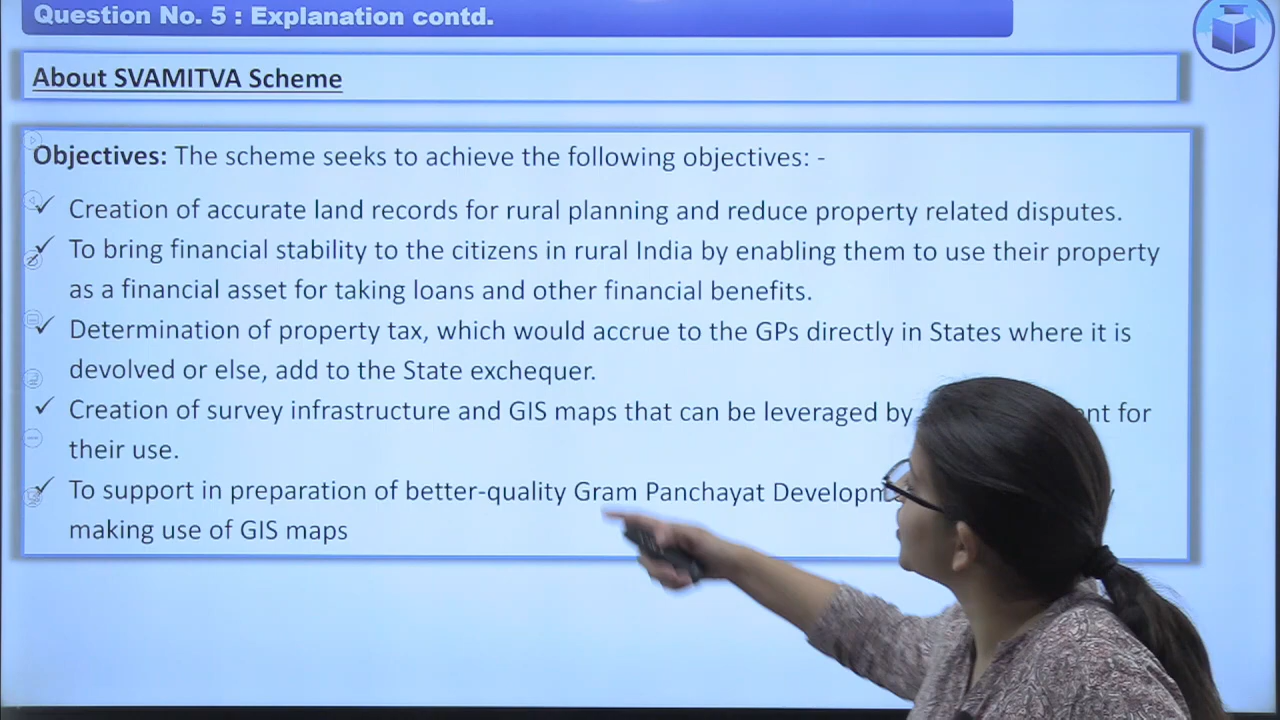 Question No. 5 : Explanation contd.
About SVAMITVA Scheme
Objectives: The scheme seeks to achieve the following objectives: -
✓ Creation of accurate land records for rural planning and reduce property related disputes.
✓ To bring financial stability to the citizens in rural India by enabling them to use their property
as a financial asset for taking loans and other financial benefits.
✓ Determination of property tax, which would accrue to the GPs directly in States where it is
devolved or else, add to the State exchequer.
✓ Creation of survey infrastructure and GIS maps that can be leveraged by for
their use.
✓ To support in preparation of better-quality Gram Panchayat
making use of GIS maps